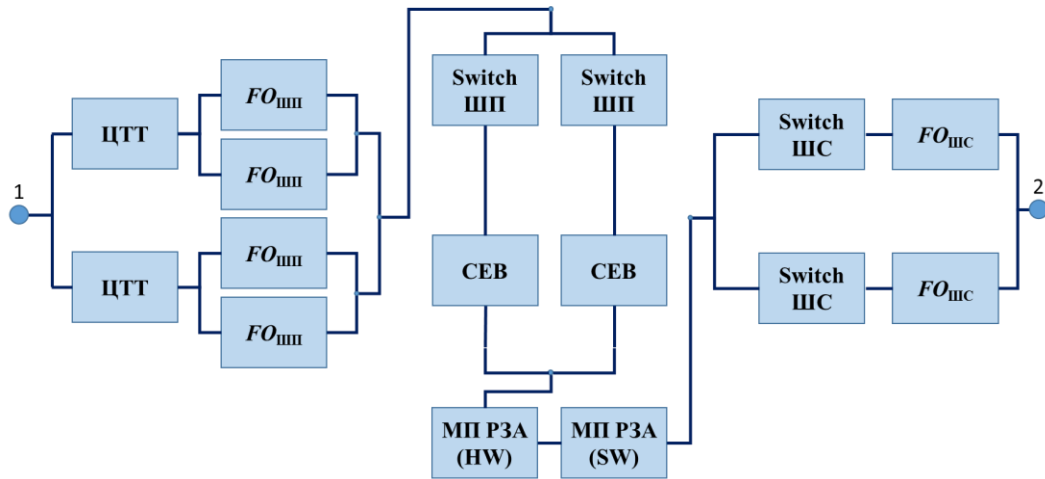 1
ЦТТ
FOШП
FOШП
ЦТТ
FOШП
FOШП
Switch
ШП
Switch
ШП
СЕВ
СЕВ
МП РЗА
(HW)
МП РЗА
(SW)
Switch
ШС
FOШС
Switch
ШС
FOШС
2